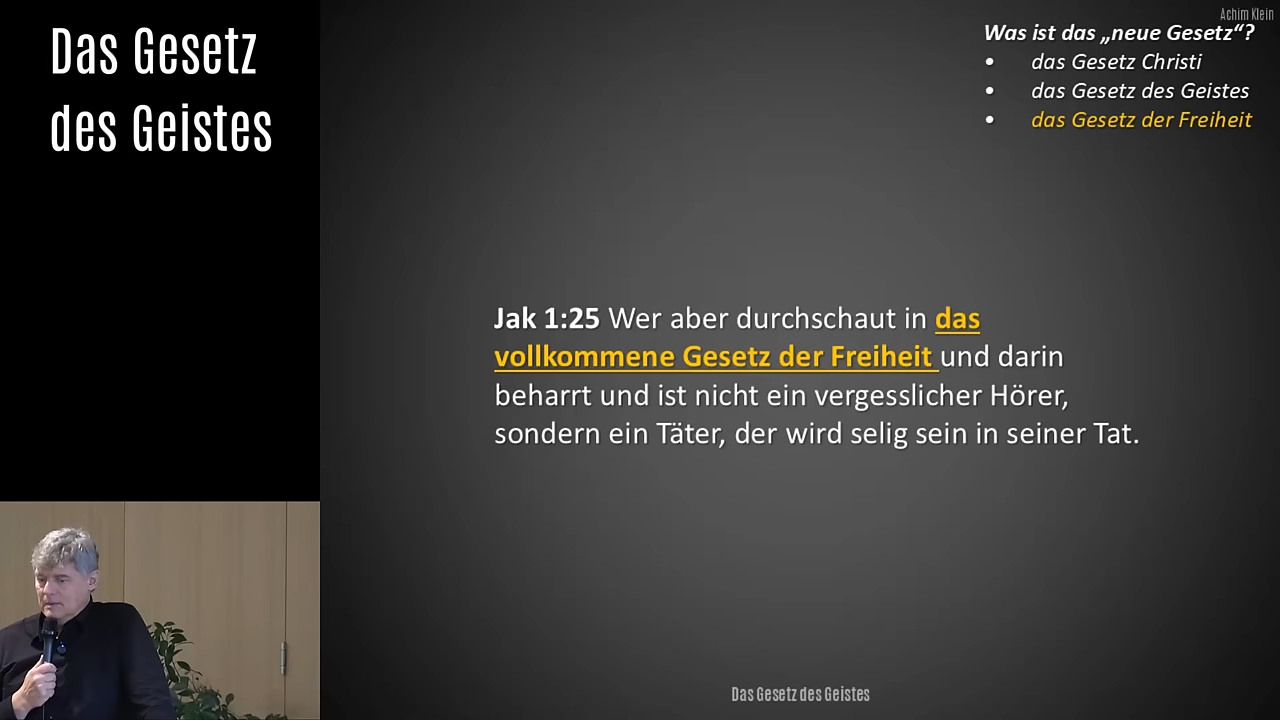 Das Gesetz
des Geistes
Achim Klein
Was ist das „neue Gesetz“?
• das Gesetz Christi
• das Gesetz des Geistes
• das Gesetz der Freiheit
Jak 1:25 Wer aber durchschaut in das
vollkommene Gesetz der Freiheit und darin
beharrt und ist nicht ein vergesslicher Hörer,
sondern ein Täter, der wird selig sein in seiner Tat.
Das Gesetz des Geistes